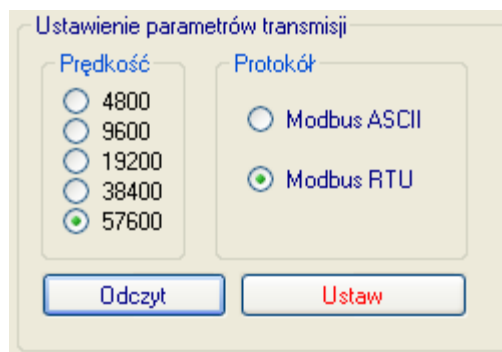 Ustawienie parametrów transmisji
Prędkość
4800
9600
19200
38400
57600
Protokół
Modbus ASCII
Modbus RTU
Odczyt
Ustaw